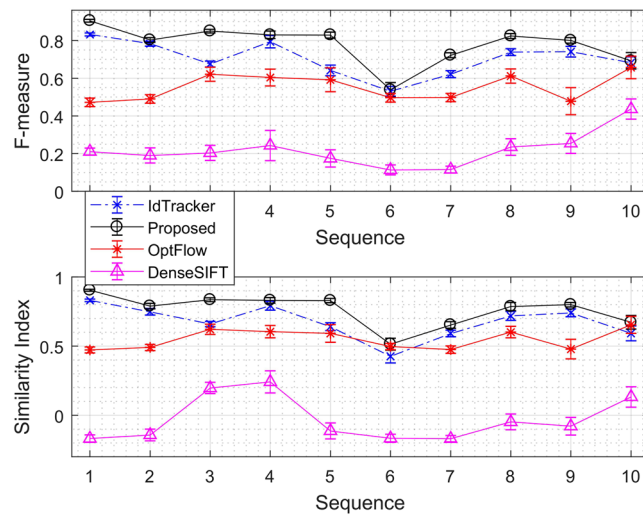 0.8
0.6
0.4
0.2
0
F-measure
1 4 5 6 7 8 9 10
Sequence
IdTracker
Proposed
OptFlow
DenseSIFT
1
0.5
0
Similarity Index
1 2 3 4 5 6 7 8 9 10
Sequence